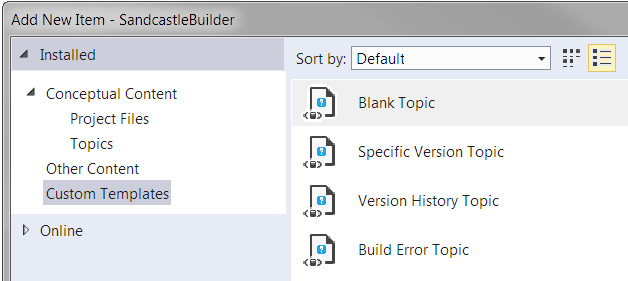 Add New Item - SandcastleBuilder
Installed
Conceptual Content
Project Files
Topics
Other Content
Custom Templates
Online
Sort by: Default
Blank Topic
Specific Version Topic
Version History Topic
Build Error Topic